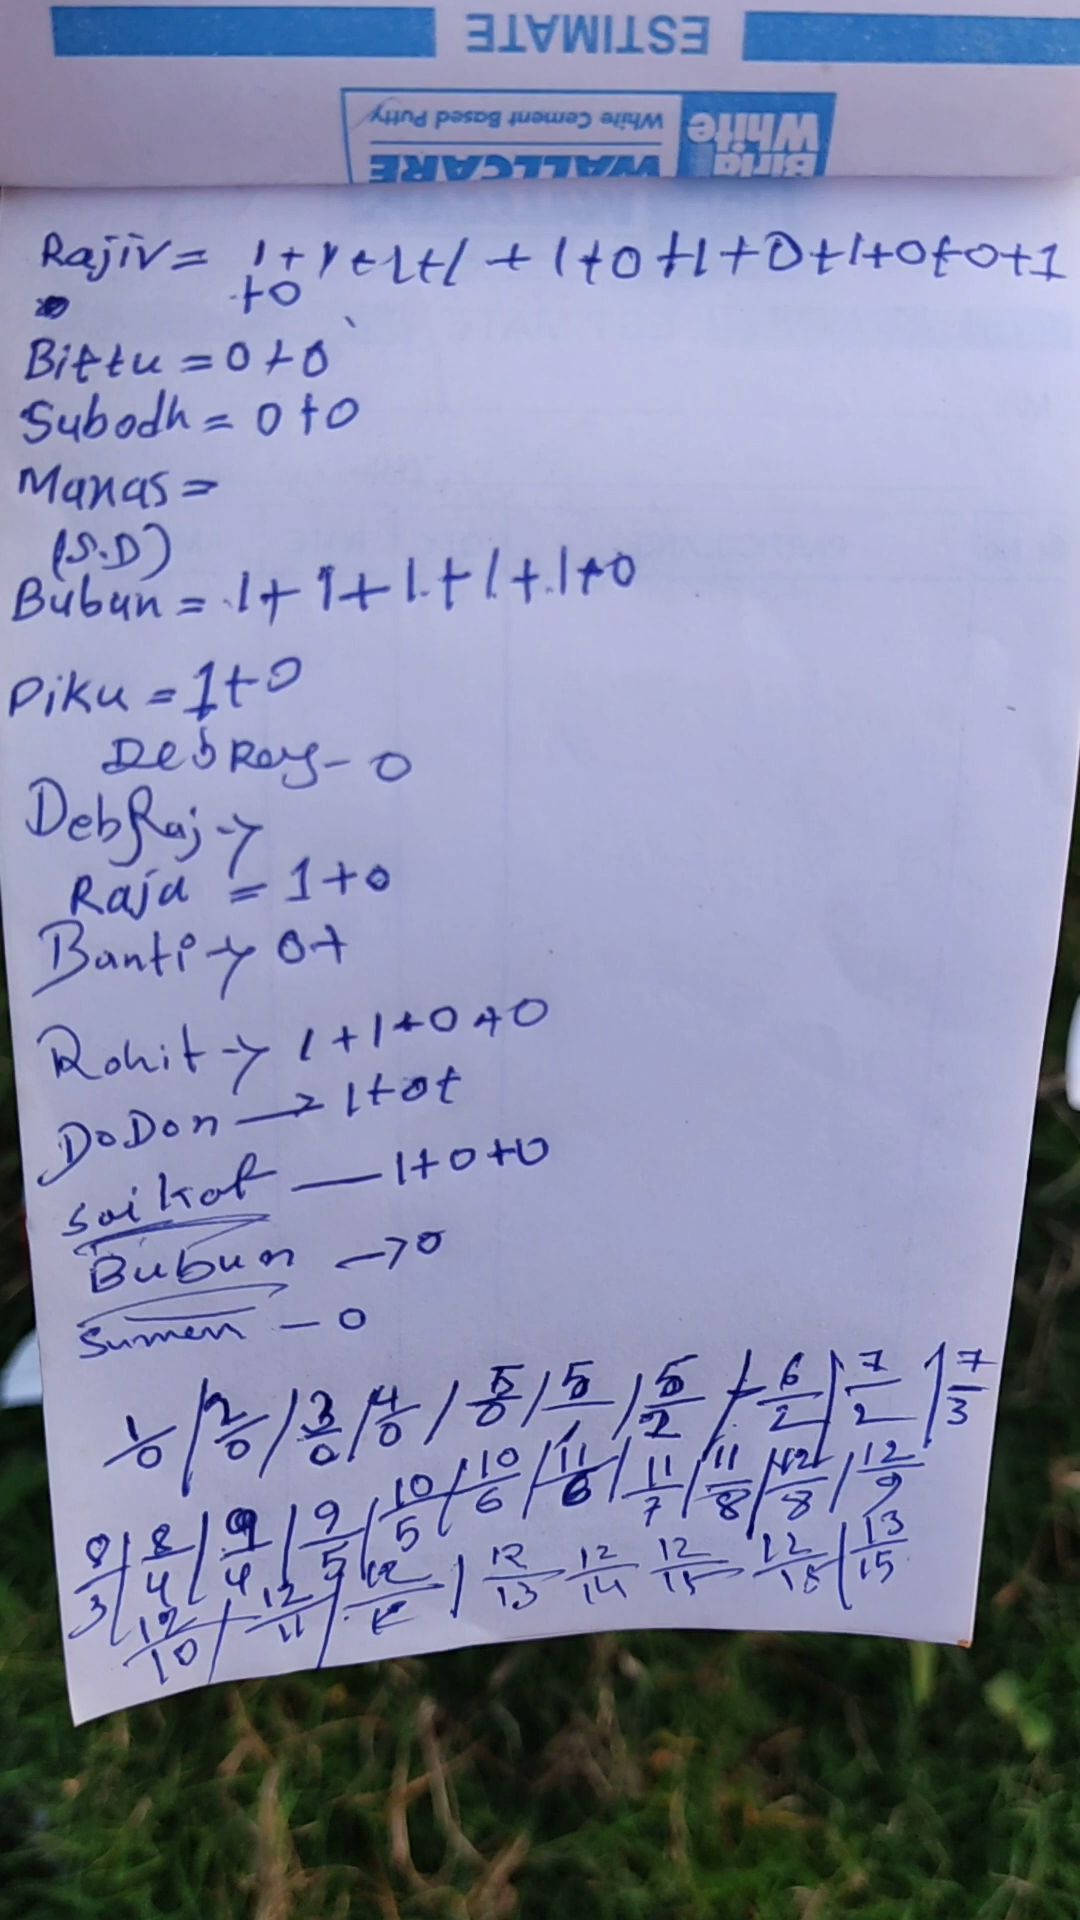 ESTIMATE
White Cement Based Putty
WALLCARE
Birla White
Rajiv = 1+1+1+1+1+0+1+0+1+0+0+1
+0
Bittu = 0+0
Subodh = 0+0
Manas =
(S.D)
Bubun = 1+1+1+1+1+0
Piku = 1+0
DebRoy - 0
DebRaj →
Raja = 1+0
Banti → 0+
Rohit → 1+1+0+0
DoDon → 1+0+
Saikat — 1+0+0
Bubun → 0
Sumen - 0
1/0 | 2/0 / 3/0 / 4/0 / 5/0 / 5/1 / 5/2 / 6/2 / 7/2 / 7/3
8/3 / 8/4 / 9/4 / 9/5 / 10/5 / 10/6 / 11/6 / 11/7 / 11/8 / 12/8 / 12/9
12/10 / 12/11 / 12/12 / 12/13 12/14 12/15 12/15 / 13/15